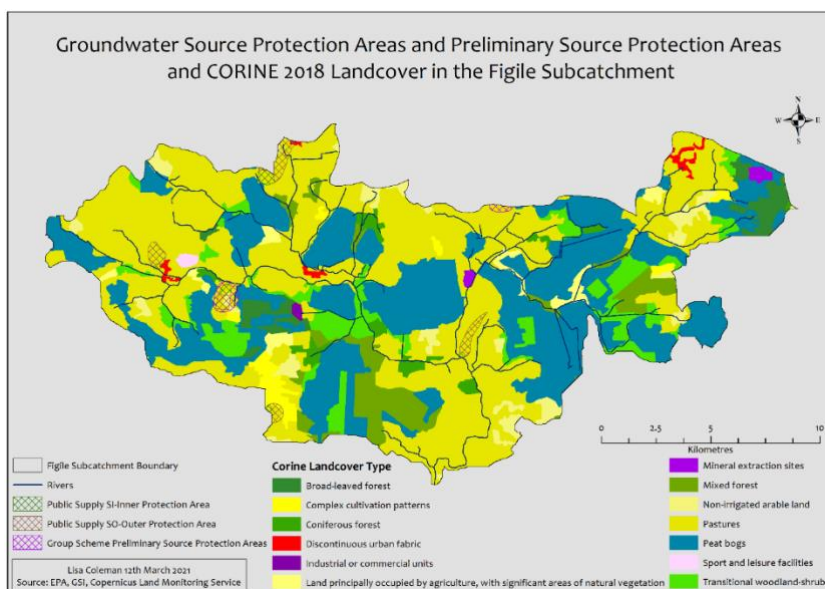 Groundwater Source Protection Areas and Preliminary Source Protection Areas
and CORINE 2018 Landcover in the Figile Subcatchment
N
W E
S
0 2.5 5 10
Kilometres
Figile Subcatchment Boundary
Rivers
Public Supply SI-Inner Protection Area
Public Supply SO-Outer Protection Area
Group Scheme Preliminary Source Protection Areas
Lisa Coleman 12th March 2021
Source: EPA, GSI, Copernicus Land Monitoring Service
Corine Landcover Type
Broad-leaved forest
Complex cultivation patterns
Coniferous forest
Discontinuous urban fabric
Industrial or commercial units
Land principally occupied by agriculture, with significant areas of natural vegetation
Mineral extraction sites
Mixed forest
Non-irrigated arable land
Pastures
Peat bogs
Sport and leisure facilities
Transitional woodland-shrub